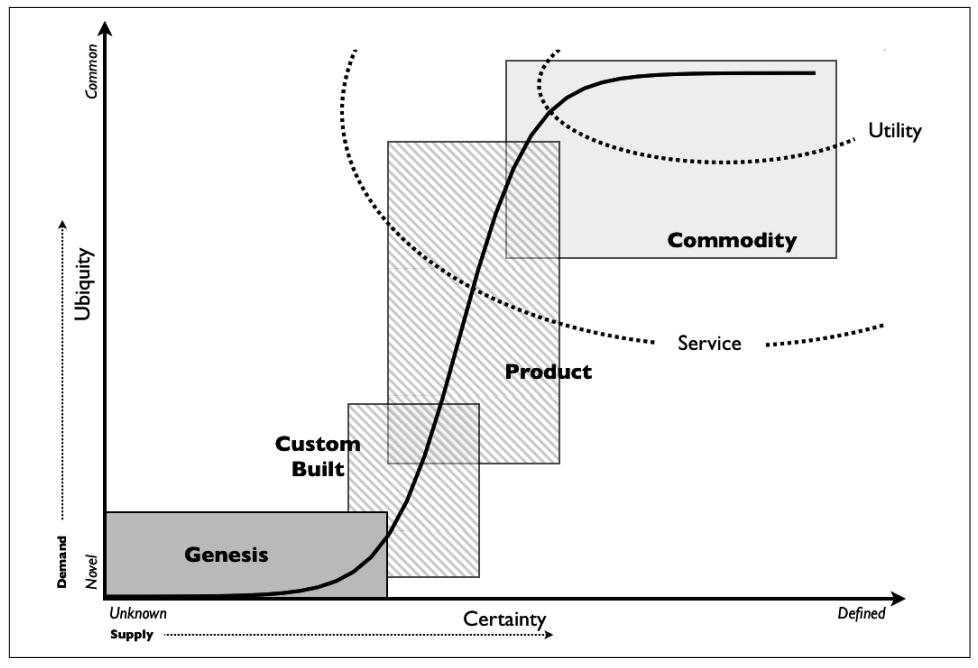 Common
Utility
Commodity
Ubiquity
Service
Product
Custom
Built
Genesis
Demand
Novel
Unknown
Certainty
Defined
Supply